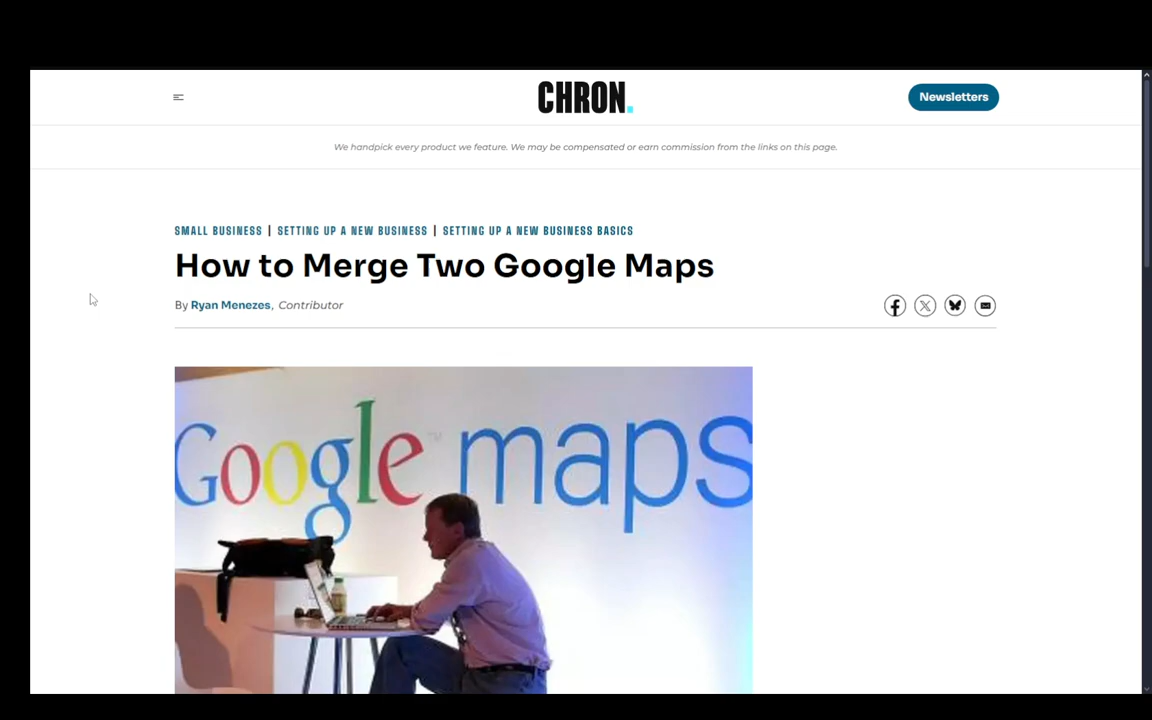 CHRON.
Newsletters
We handpick every product we feature. We may be compensated or earn commission from the links on this page.
SMALL BUSINESS | SETTING UP A NEW BUSINESS | SETTING UP A NEW BUSINESS BASICS
How to Merge Two Google Maps
By Ryan Menezes, Contributor
Google maps